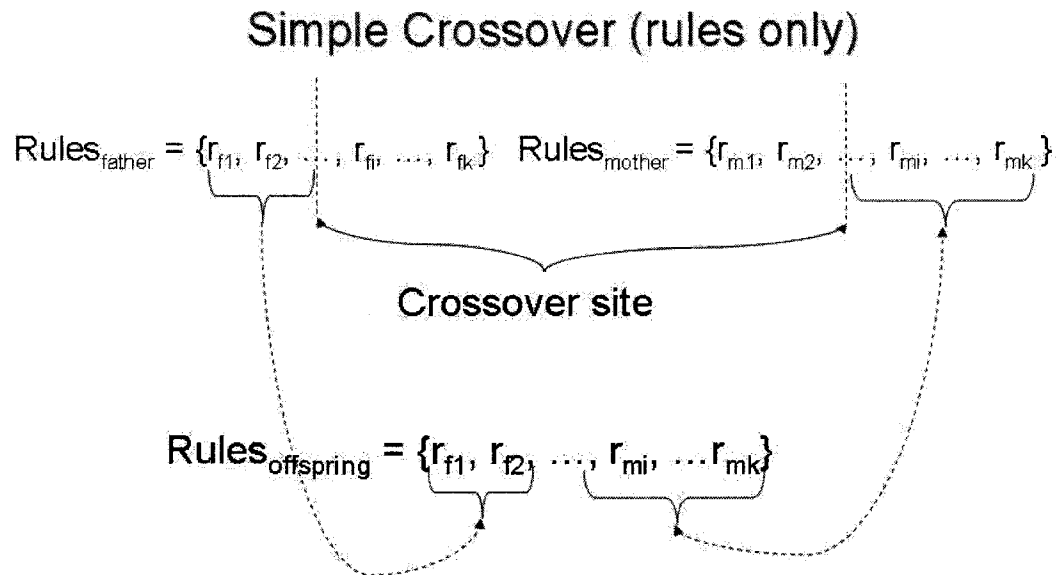 Simple Crossover (rules only)
Rules_father = {r_f1, r_f2, ..., r_fi, ..., r_fk} Rules_mother = {r_m1, r_m2, ..., r_mi, ..., r_mk}
Crossover site
Rules_offspring = {r_f1, r_f2, ..., r_mi, ...r_mk}